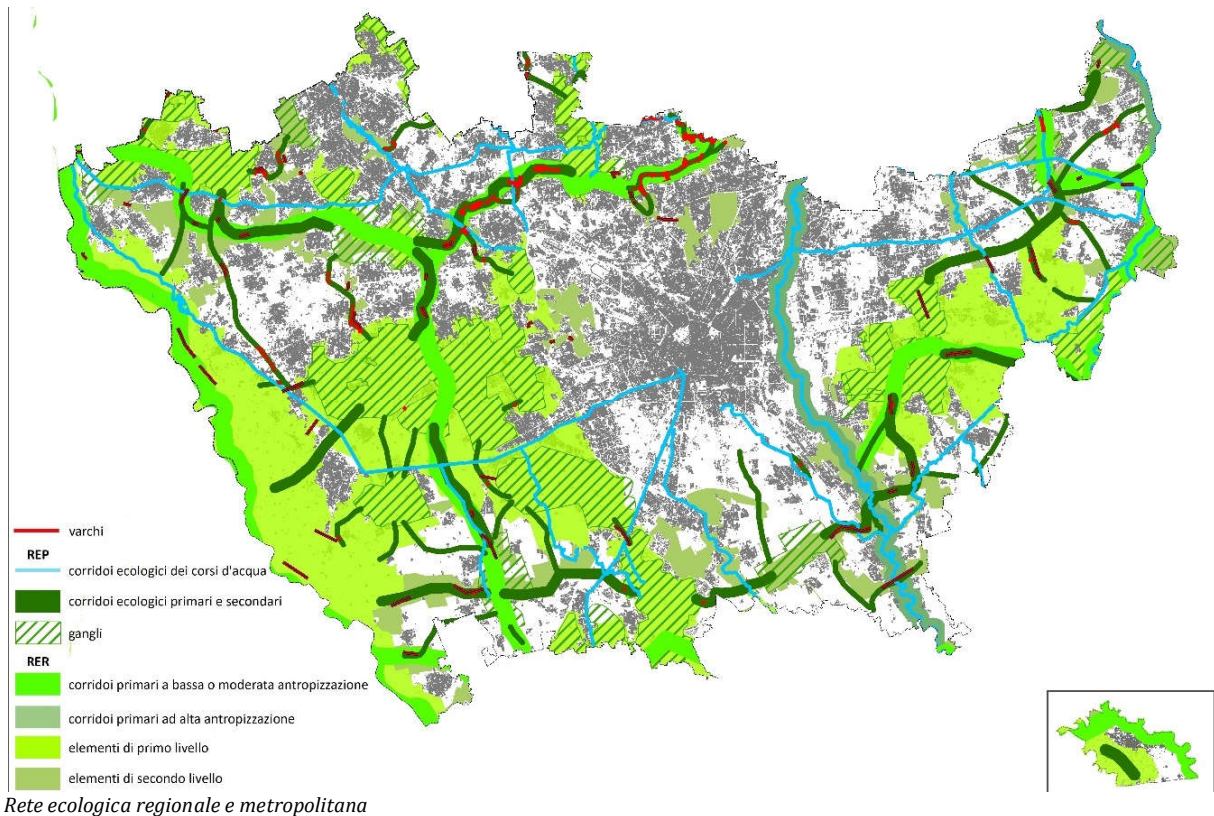 varchi
REP
corridoi ecologici dei corsi d'acqua
corridoi ecologici primari e secondari
gangli
RER
corridoi primari a bassa o moderata antropizzazione
corridoi primari ad alta antropizzazione
elementi di primo livello
elementi di secondo livello
Rete ecologica regionale e metropolitana